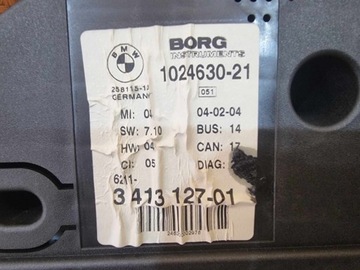 BMW
BORG
INSTRUMENTS
1024630-21
GERMANY
051
MI: 04-02-04
SW: 7.10 BUS: 14
HW: 04 CAN: 17
CI: 05 DIAG:
6211-
3 413 127-01